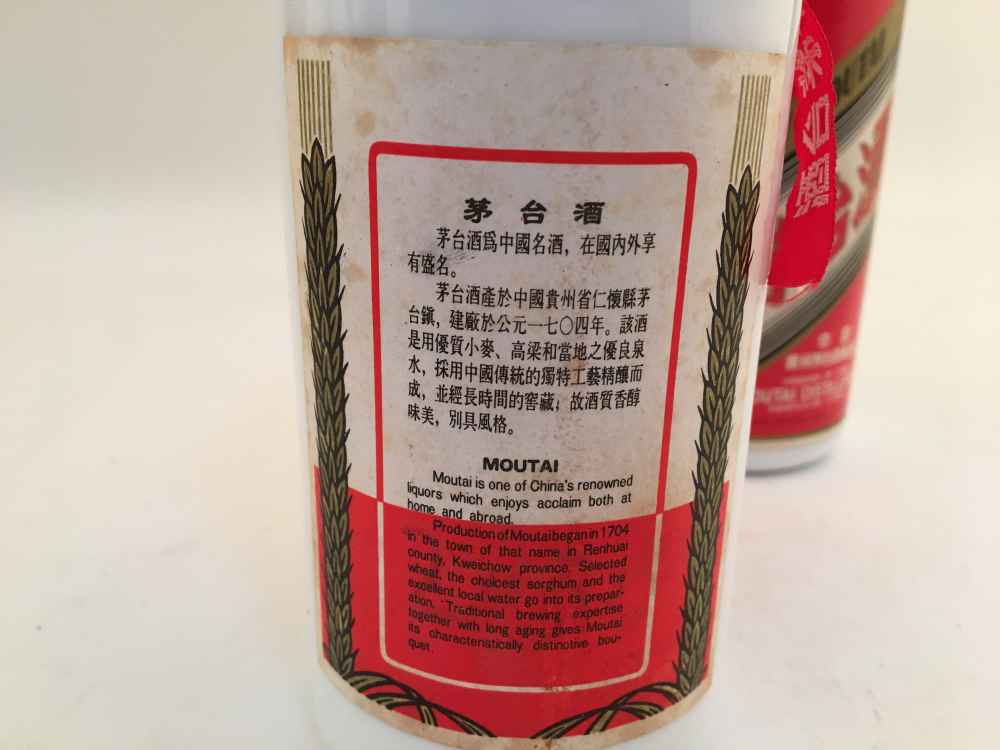 茅台酒
茅台酒爲中國名酒，在國內外享
有盛名。
茅台酒產於中國貴州省仁懷縣茅
台鎭，建廠於公元一七〇四年。該酒
是用優質小麥、高梁和當地之優良泉
水，採用中國傳統的獨特工藝精釀而
成，並經長時間的窖藏；故酒質香醇
味美，別具風格。
MOUTAI
Moutai is one of China's renowned
liquors which enjoys acclaim both at
home and abroad.
Production of Moutai began in 1704
in the town of that name in Renhuai
county, Kweichow province. Selected
wheat, the choicest sorghum and the
excellent local water go into its prepar-
ation. Traditional brewing expertise
together with long aging gives Moutai
its characteristically distinctive bou-
quet.